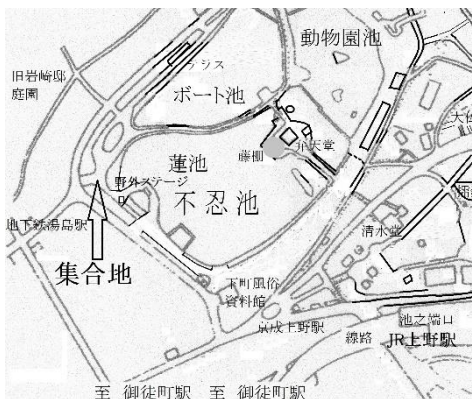 動物園池
旧岩崎邸
庭園
ボート池
弁天堂
藤棚
蓮池
野外ステージ
不忍池
地下鉄湯島駅
清水堂
集合地
下町風俗
資料館
京成上野駅
池之端口
線路
JR上野駅
至 御徒町駅 至 御徒町駅